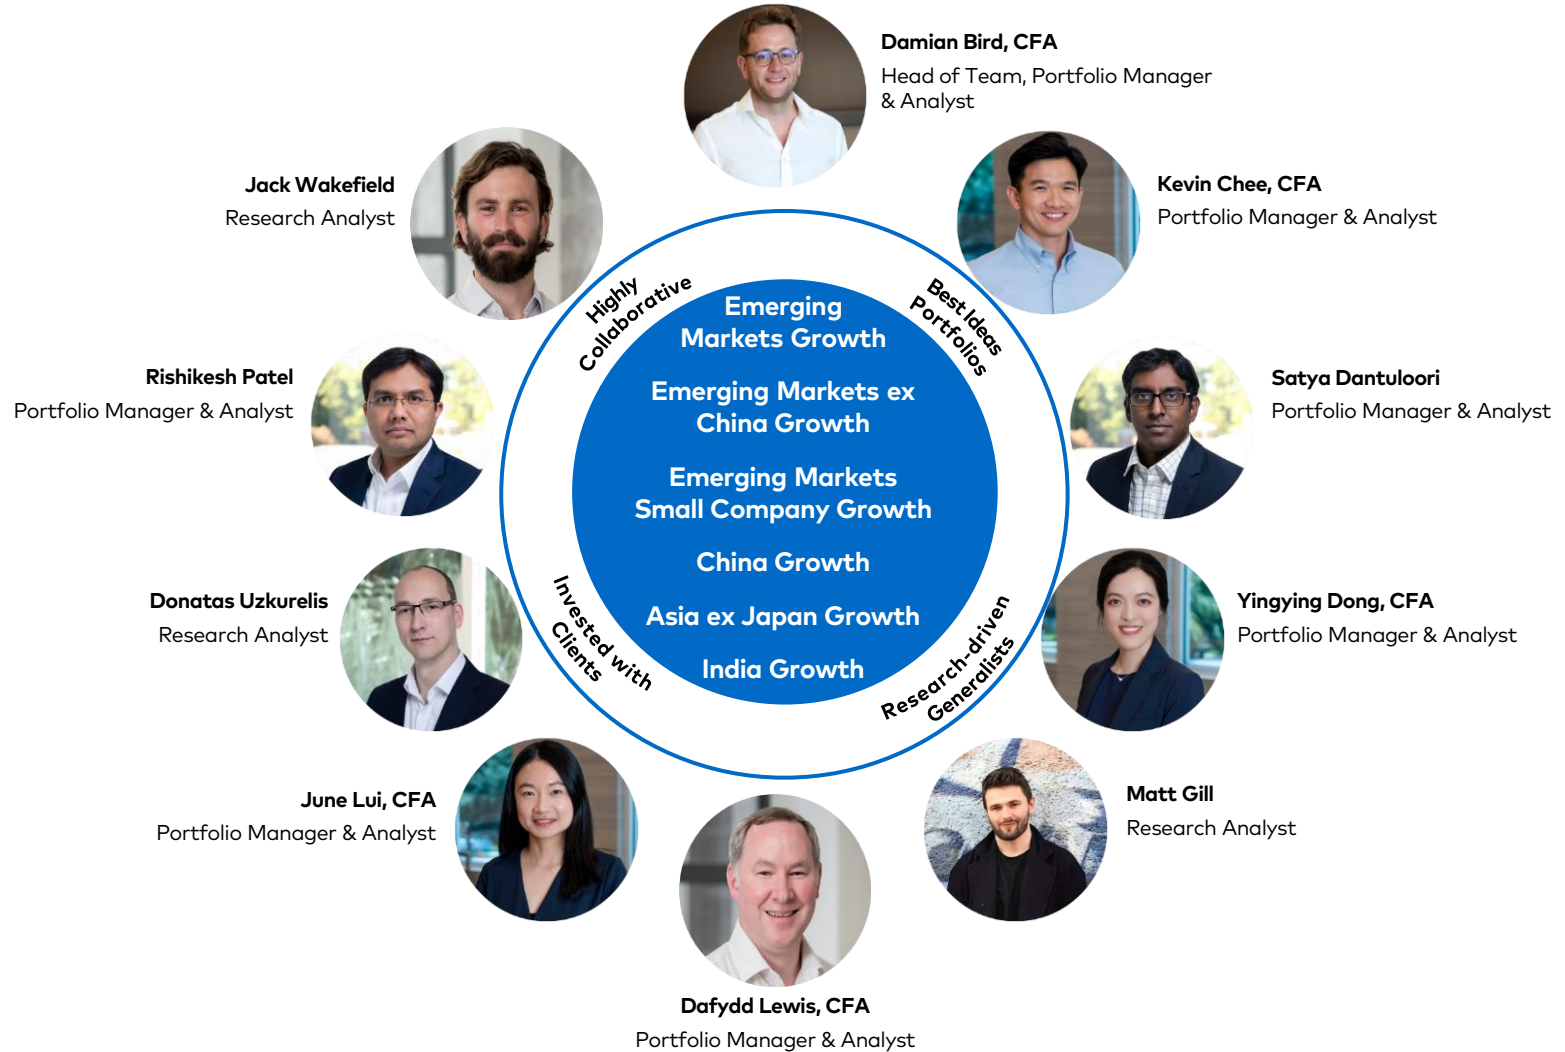 Damian Bird, CFA
Head of Team, Portfolio Manager
& Analyst
Jack Wakefield
Research Analyst
Kevin Chee, CFA
Portfolio Manager & Analyst
Highly
Collaborative
Best Ideas
Portfolios
Emerging
Markets Growth
Rishikesh Patel
Portfolio Manager & Analyst
Satya Dantuloori
Portfolio Manager & Analyst
Emerging Markets ex
China Growth
Emerging Markets
Small Company Growth
China Growth
Asia ex Japan Growth
India Growth
Donatas Uzkurelis
Research Analyst
Yingying Dong, CFA
Portfolio Manager & Analyst
Invested with
Clients
Research-driven
Generalists
June Lui, CFA
Portfolio Manager & Analyst
Matt Gill
Research Analyst
Dafydd Lewis, CFA
Portfolio Manager & Analyst